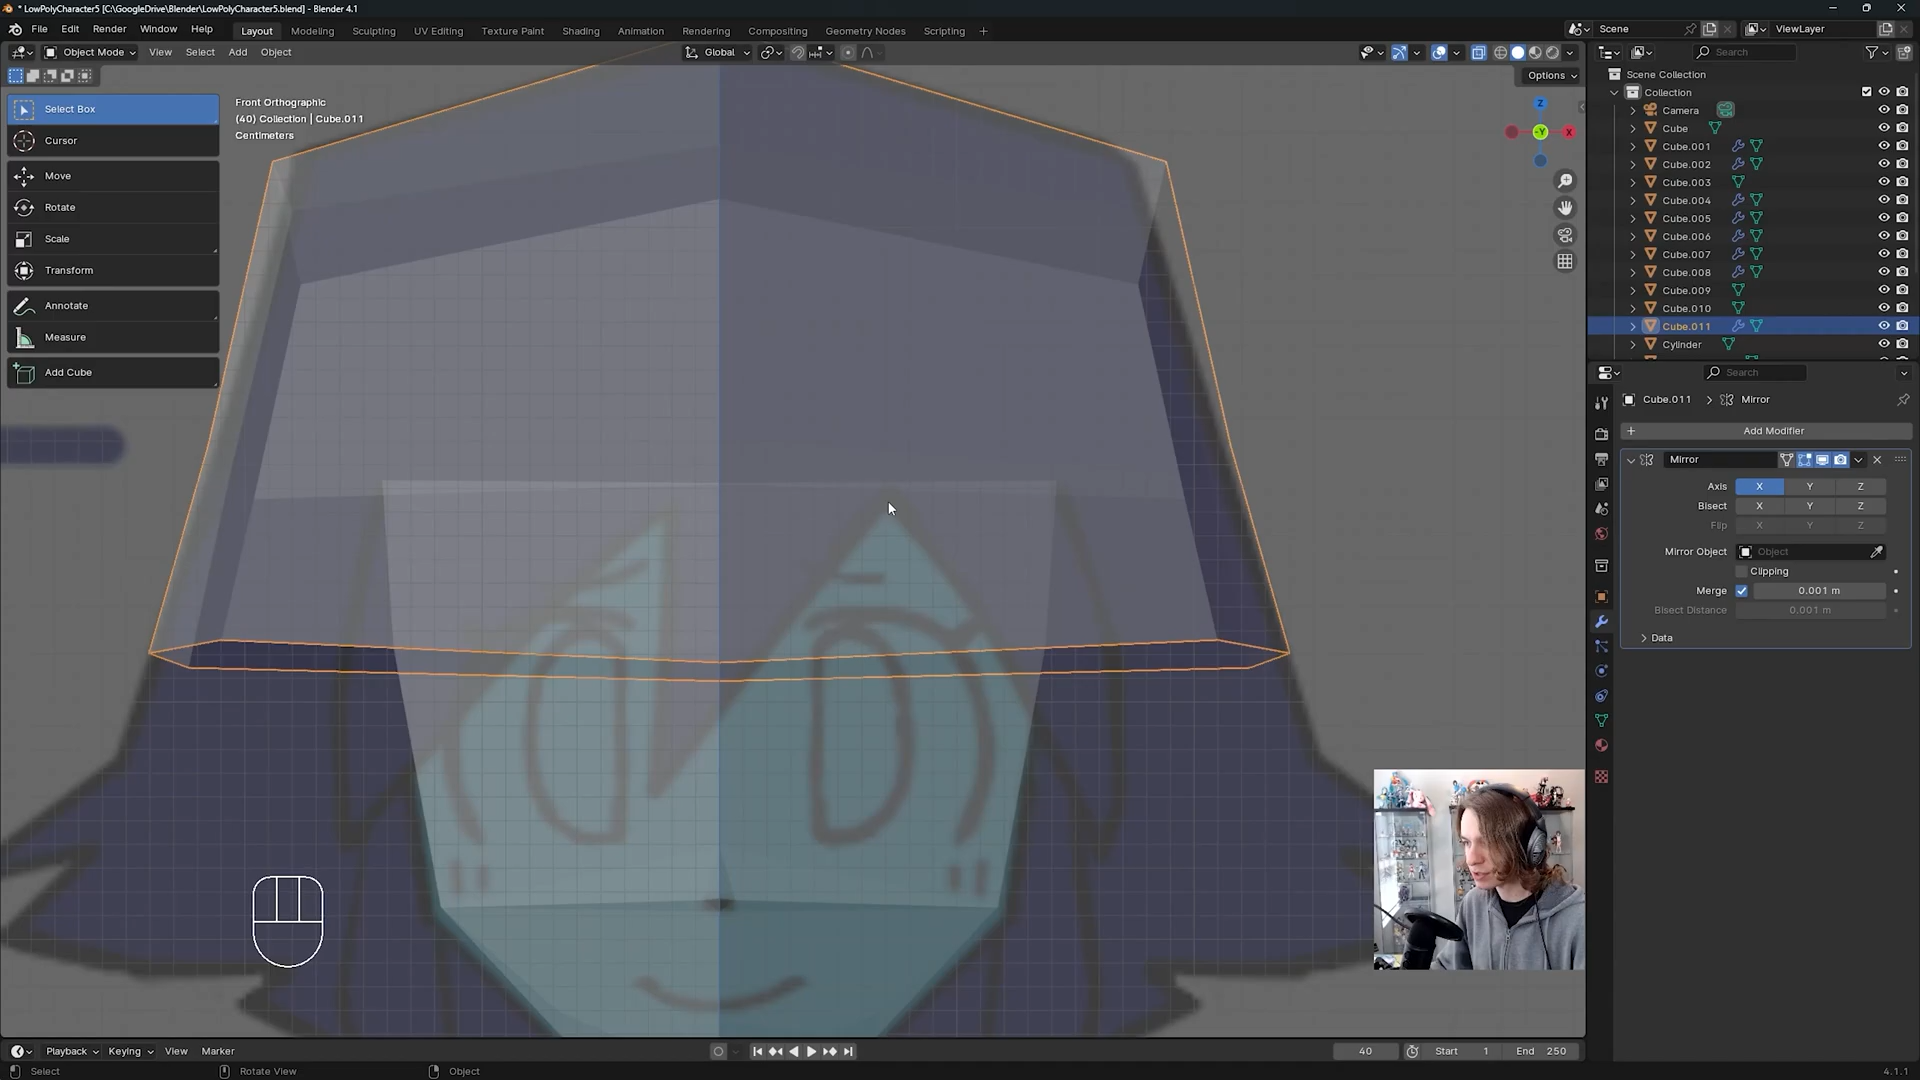 * LowPolyCharacter5 [C:\GoogleDrive\Blender\LowPolyCharacter5.blend] - Blender 4.1
File Edit Render Window Help Layout Modeling Sculpting UV Editing Texture Paint Shading Animation Rendering Compositing Geometry Nodes Scripting + Scene ViewLayer
Object Mode View Select Add Object Global Search
Options
Select Box
Cursor
Move
Rotate
Scale
Transform
Annotate
Measure
Add Cube
Front Orthographic
(40) Collection | Cube.011
Centimeters
Z
-Y X
Scene Collection
Collection
Camera
Cube
Cube.001
Cube.002
Cube.003
Cube.004
Cube.005
Cube.006
Cube.007
Cube.008
Cube.009
Cube.010
Cube.011
Cylinder
Search
Cube.011 > Mirror
+ Add Modifier
Mirror
Axis X Y Z
Bisect X Y Z
Flip X Y Z
Mirror Object Object
Clipping
Merge 0.001 m
Bisect Distance 0.001 m
Data
Playback Keying View Marker 40 Start 1 End 250
Select Rotate View Object 4.1.1